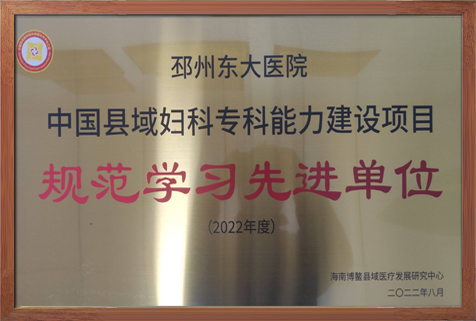 邳州东大医院
中国县域妇科专科能力建设项目
规范学习先进单位
(2022年度)
海南博鳌县域医疗发展研究中心
二〇二二年八月